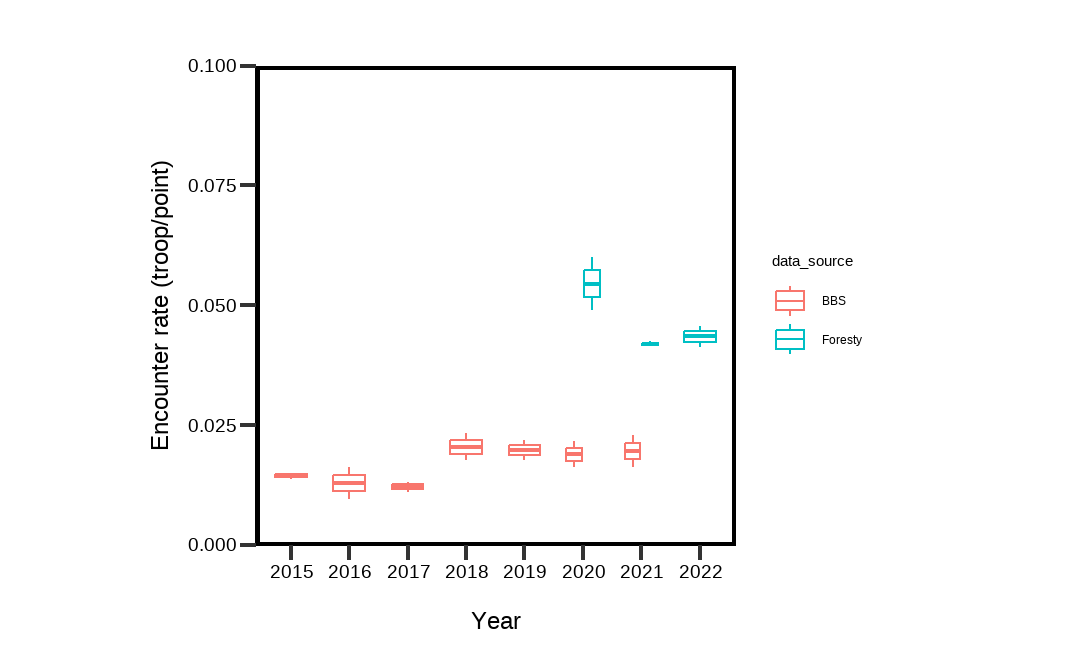 0.100
0.075
0.050
0.025
0.000
Encounter rate (troop/point)
2015 2016 2017 2018 2019 2020 2021 2022
Year
data_source
BBS
Foresty